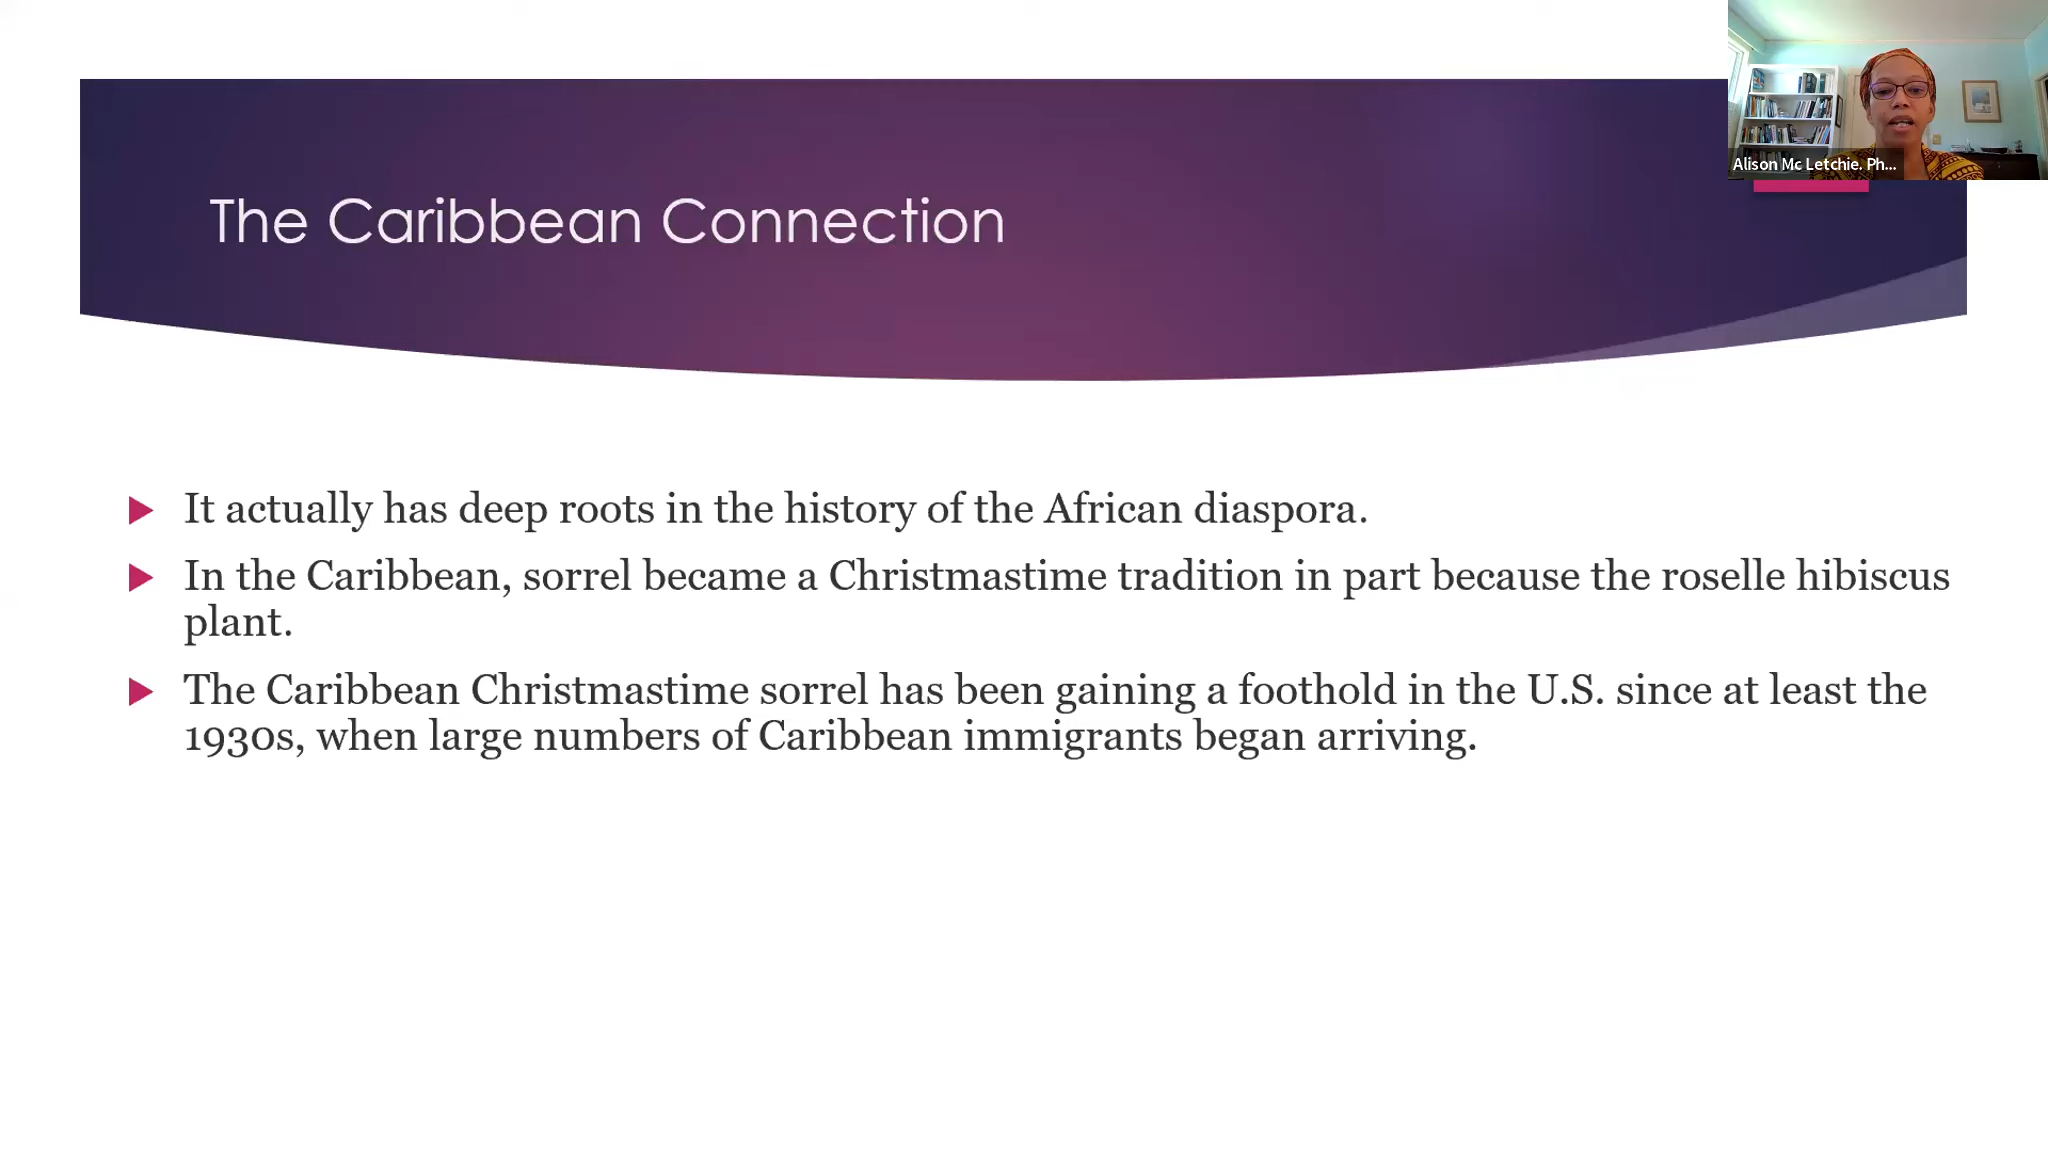 Alison Mc Letchie. Ph...
The Caribbean Connection
It actually has deep roots in the history of the African diaspora.
In the Caribbean, sorrel became a Christmastime tradition in part because the roselle hibiscus
plant.
The Caribbean Christmastime sorrel has been gaining a foothold in the U.S. since at least the
1930s, when large numbers of Caribbean immigrants began arriving.